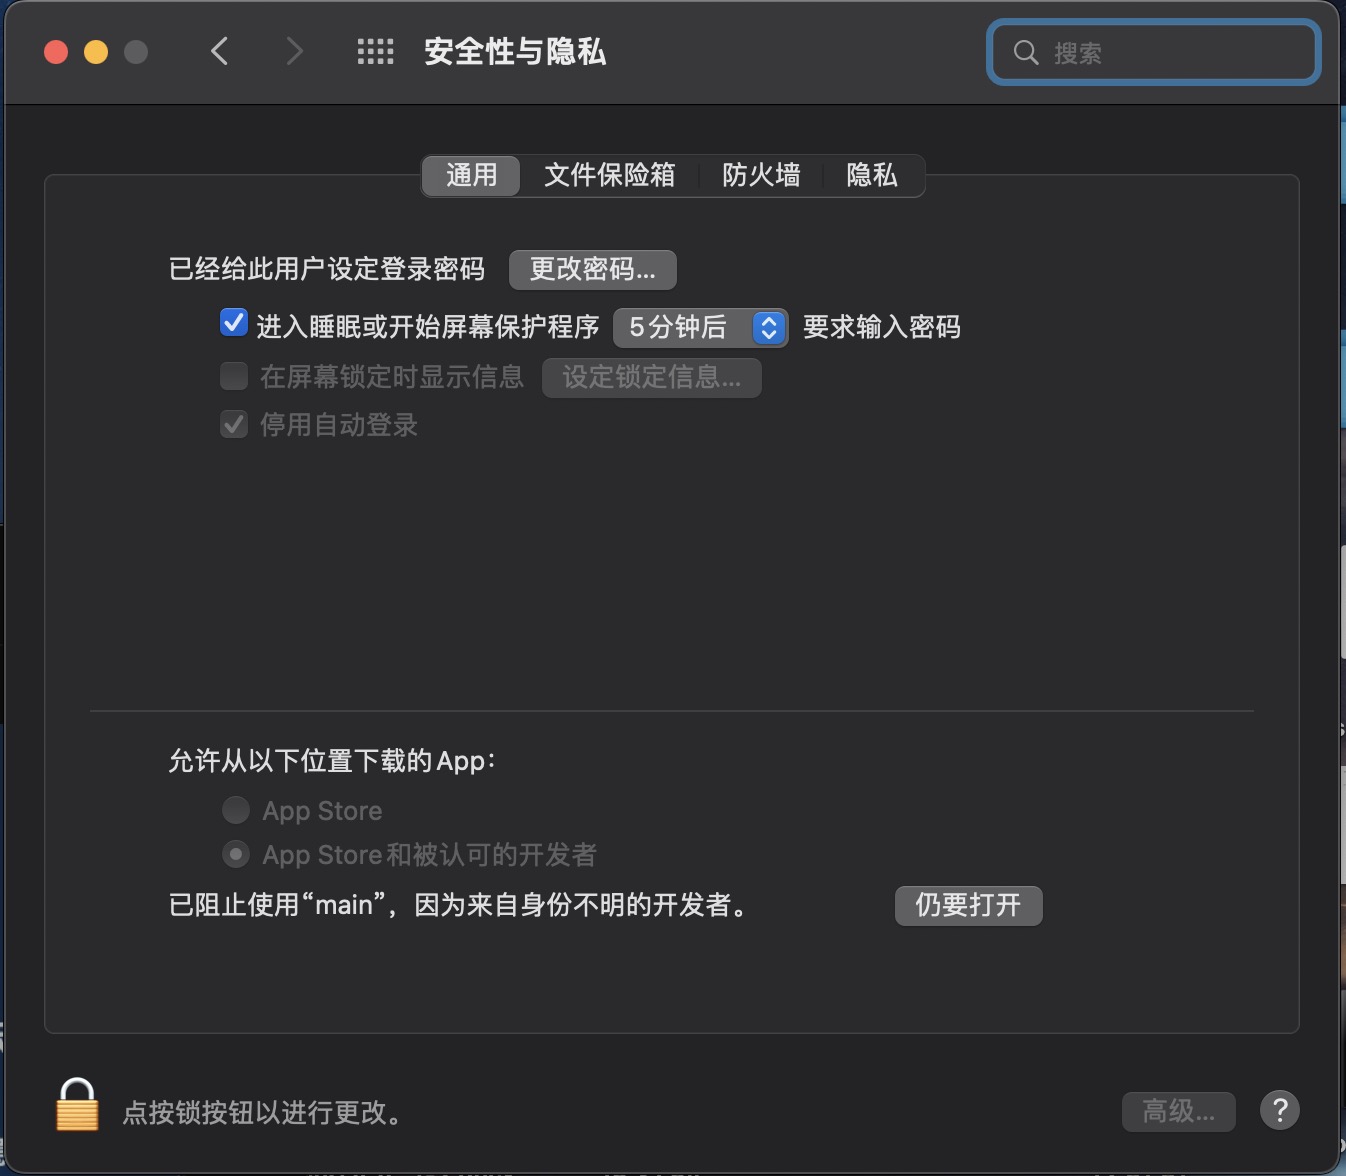 安全性与隐私
搜索
通用 文件保险箱 防火墙 隐私
已经给此用户设定登录密码 更改密码...
进入睡眠或开始屏幕保护程序 5分钟后 要求输入密码
在屏幕锁定时显示信息 设定锁定信息...
停用自动登录
允许从以下位置下载的App：
App Store
App Store和被认可的开发者
已阻止使用“main”，因为来自身份不明的开发者。 仍要打开
点按锁按钮以进行更改。
高级... ?